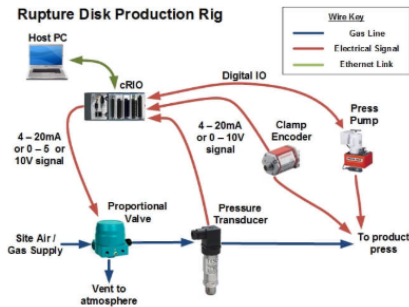 Rupture Disk Production Rig
Wire Key
Gas Line
Electrical Signal
Ethernet Link
Host PC
cRIO
Digital IO
Press
Pump
4 – 20mA
or 0 – 5 or
10V signal
4 – 20mA
or 0 – 10V
signal
Clamp
Encoder
Proportional
Valve
Pressure
Transducer
Site Air /
Gas Supply
To product
press
Vent to
atmosphere